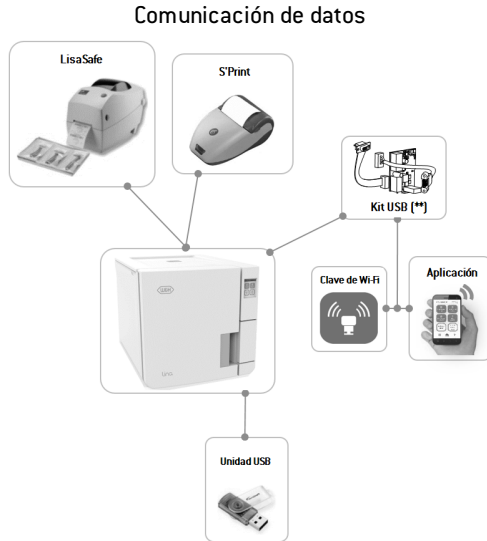 Comunicación de datos
LisaSafe
S'Print
Kit USB (**)
Clave de Wi-Fi
Aplicación
Unidad USB